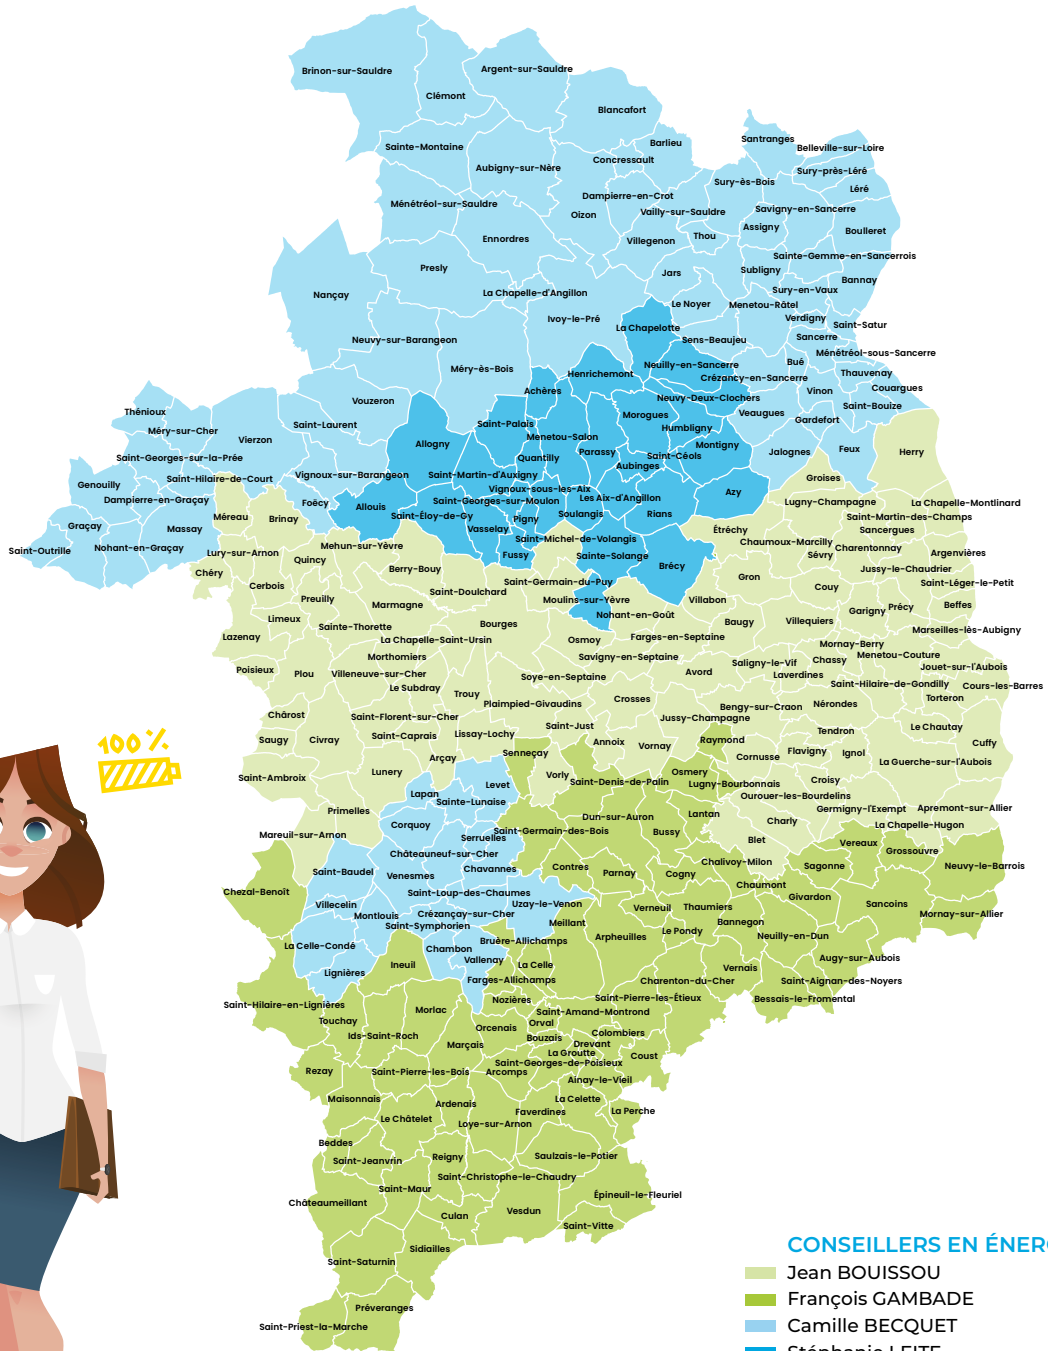 Brinon-sur-Sauldre
Argent-sur-Sauldre
Clémont
Blancafort
Santranges
Barlieu
Belleville-sur-Loire
Sainte-Montaine
Concressault
Aubigny-sur-Nère
Sury-près-Léré
Sury-ès-Bois
Léré
Dampierre-en-Crot
Ménétréol-sur-Sauldre
Vailly-sur-Sauldre
Savigny-en-Sancerre
Oizon
Assigny
Boulleret
Ennordres
Villegenon
Thou
Sainte-Gemme-en-Sancerrois
Presly
Jars
Subligny
Bannay
Nançay
La Chapelle-d'Angillon
Sury-en-Vaux
Le Noyer
Menetou-Râtel
Ivoy-le-Pré
Verdigny
La Chapelotte
Saint-Satur
Neuvy-sur-Barangeon
Sens-Beaujeu
Sancerre
Ménétréol-sous-Sancerre
Méry-ès-Bois
Neuilly-en-Sancerre
Bué
Henrichemont
Crézancy-en-Sancerre
Thauvenay
Achères
Vinon
Couargues
Vouzeron
Neuvy-Deux-Clochers
Saint-Bouize
Thénioux
Morogues
Veaugues
Saint-Laurent
Saint-Palais
Gardefort
Méry-sur-Cher
Humbligny
Vierzon
Allogny
Menetou-Salon
Montigny
Saint-Georges-sur-la-Prée
Quantilly
Parassy
Saint-Céols
Jalognes
Feux
Herry
Aubinges
Saint-Hilaire-de-Court
Vignoux-sur-Barangeon
Saint-Martin-d'Auxigny
Groises
Genouilly
Vignoux-sous-les-Aix
Azy
Dampierre-en-Graçay
Foëcy
Allouis
Saint-Georges-sur-Moulon
Les Aix-d'Angillon
Lugny-Champagne
La Chapelle-Montlinard
Méreau
Brinay
Saint-Éloy-de-Gy
Pigny
Soulangis
Rians
Saint-Martin-des-Champs
Graçay
Massay
Vasselay
Étréchy
Sancergues
Saint-Outrille
Nohant-en-Graçay
Lury-sur-Arnon
Mehun-sur-Yèvre
Saint-Michel-de-Volangis
Chaumoux-Marcilly
Charentonnay
Quincy
Fussy
Sainte-Solange
Sévry
Argenvières
Chéry
Berry-Bouy
Brécy
Jussy-le-Chaudrier
Cerbois
Saint-Germain-du-Puy
Gron
Couy
Saint-Léger-le-Petit
Saint-Doulchard
Preuilly
Marmagne
Moulins-sur-Yèvre
Villabon
Garigny
Précy
Beffes
Limeux
Sainte-Thorette
Bourges
Nohant-en-Goût
Baugy
Villequiers
Marseilles-lès-Aubigny
Lazenay
La Chapelle-Saint-Ursin
Osmoy
Farges-en-Septaine
Mornay-Berry
Morthomiers
Savigny-en-Septaine
Saligny-le-Vif
Chassy
Menetou-Couture
Poisieux
Plou
Villeneuve-sur-Cher
Soye-en-Septaine
Avord
Laverdines
Jouet-sur-l'Aubois
Le Subdray
Trouy
Saint-Hilaire-de-Gondilly
Cours-les-Barres
Plaimpied-Givaudins
Crosses
Bengy-sur-Craon
Nérondes
Torteron
Chârost
Saint-Florent-sur-Cher
Jussy-Champagne
Saint-Just
Tendron
Le Chautay
Saugy
Civray
Saint-Caprais
Lissay-Lochy
Annoix
Vornay
Raymond
Cuffy
Arçay
Senneçay
Cornusse
Flavigny
Ignol
La Guerche-sur-l'Aubois
100%
Saint-Ambroix
Lunery
Vorly
Saint-Denis-de-Palin
Osmery
Levet
Lugny-Bourbonnais
Croisy
Lapan
Sainte-Lunaise
Ourouer-les-Bourdelins
Primelles
Dun-sur-Auron
Lantan
Germigny-l'Exempt
Apremont-sur-Allier
Mareuil-sur-Arnon
Corquoy
Serruelles
Saint-Germain-des-Bois
Bussy
Charly
La Chapelle-Hugon
Blet
Vereaux
Châteauneuf-sur-Cher
Grossouvre
Saint-Baudel
Venesmes
Chavannes
Contres
Parnay
Cogny
Chalivoy-Milon
Sagonne
Neuvy-le-Barrois
Chezal-Benoît
Saint-Loup-des-Chaumes
Chaumont
Villecelin
Uzay-le-Venon
Verneuil
Thaumiers
Givardon
Sancoins
Montlouis
Crézançay-sur-Cher
Mornay-sur-Allier
Saint-Symphorien
Meillant
Bannegon
La Celle-Condé
Bruère-Allichamps
Arpheuilles
Le Pondy
Neuilly-en-Dun
Chambon
Vallenay
Augy-sur-Aubois
Lignières
Ineuil
La Celle
Vernais
Farges-Allichamps
Charenton-du-Cher
Saint-Aignan-des-Noyers
Saint-Hilaire-en-Lignières
Morlac
Nozières
Saint-Pierre-les-Étieux
Bessais-le-Fromental
Touchay
Saint-Amand-Montrond
Ids-Saint-Roch
Orcenais
Orval
Colombiers
Marçais
Bouzais
Drevant
La Groutte
Coust
Rezay
Saint-Pierre-les-Bois
Saint-Georges-de-Poisieux
Arcomps
Ainay-le-Vieil
Maisonnais
Ardenais
La Celette
Le Châtelet
Faverdines
La Perche
Loye-sur-Arnon
Beddes
Saint-Jeanvrin
Reigny
Saulzais-le-Potier
Saint-Christophe-le-Chaudry
Saint-Maur
Châteaumeillant
Épineuil-le-Fleuriel
Culan
Vesdun
Saint-Vitte
Sidiailles
Saint-Saturnin
Préveranges
Saint-Priest-la-Marche
CONSEILLERS EN ÉNERG
Jean BOUISSOU
François GAMBADE
Camille BECQUET
Stéphanie LEITE